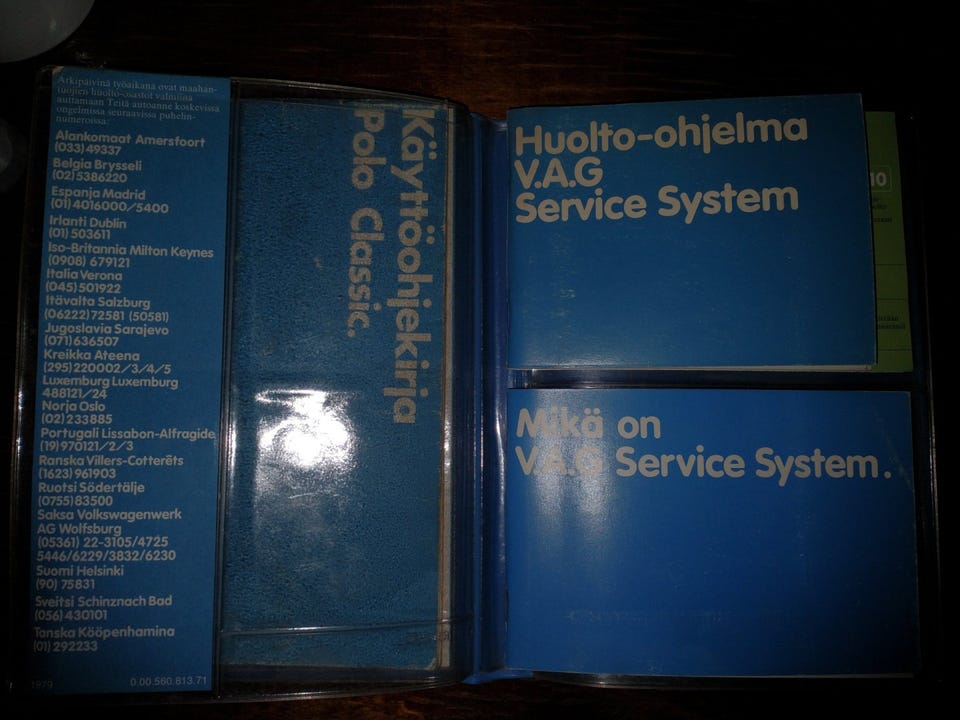 Arkipäivinä työaikana ovat maahan-
tuojien huolto-osastot valmiina
auttamaan Teitä autoanne koskevissa
ongelmissa seuraavissa puhelin-
numeroissa:
Alankomaat Amersfoort
(033)49337
Belgia Brysseli
(02)5386220
Espanja Madrid
(01)4016000/5400
Irlanti Dublin
(01)503611
Iso-Britannia Milton Keynes
(0908) 679121
Italia Verona
(045)501922
Itävalta Salzburg
(06222)72581 (50581)
Jugoslavia Sarajevo
(071)636507
Kreikka Ateena
(295)220002/3/4/5
Luxemburg Luxemburg
488121/24
Norja Oslo
(02)233885
Portugali Lissabon-Alfragide
(19)970121/2/3
Ranska Villers-Cotterêts
(1623)961903
Ruotsi Södertälje
(0755)83500
Saksa Volkswagenwerk
AG Wolfsburg
(05361) 22-3105/4725
5446/6229/3832/6230
Suomi Helsinki
(90) 75831
Sveitsi Schinznach Bad
(056)430101
Tanska Kööpenhamina
(01)292233
1979 0.00.560.813.71
Käyttöohjekirja
Polo Classic.
Huolto-ohjelma
V.A.G
Service System
10
Mikä on
V.A.G Service System.